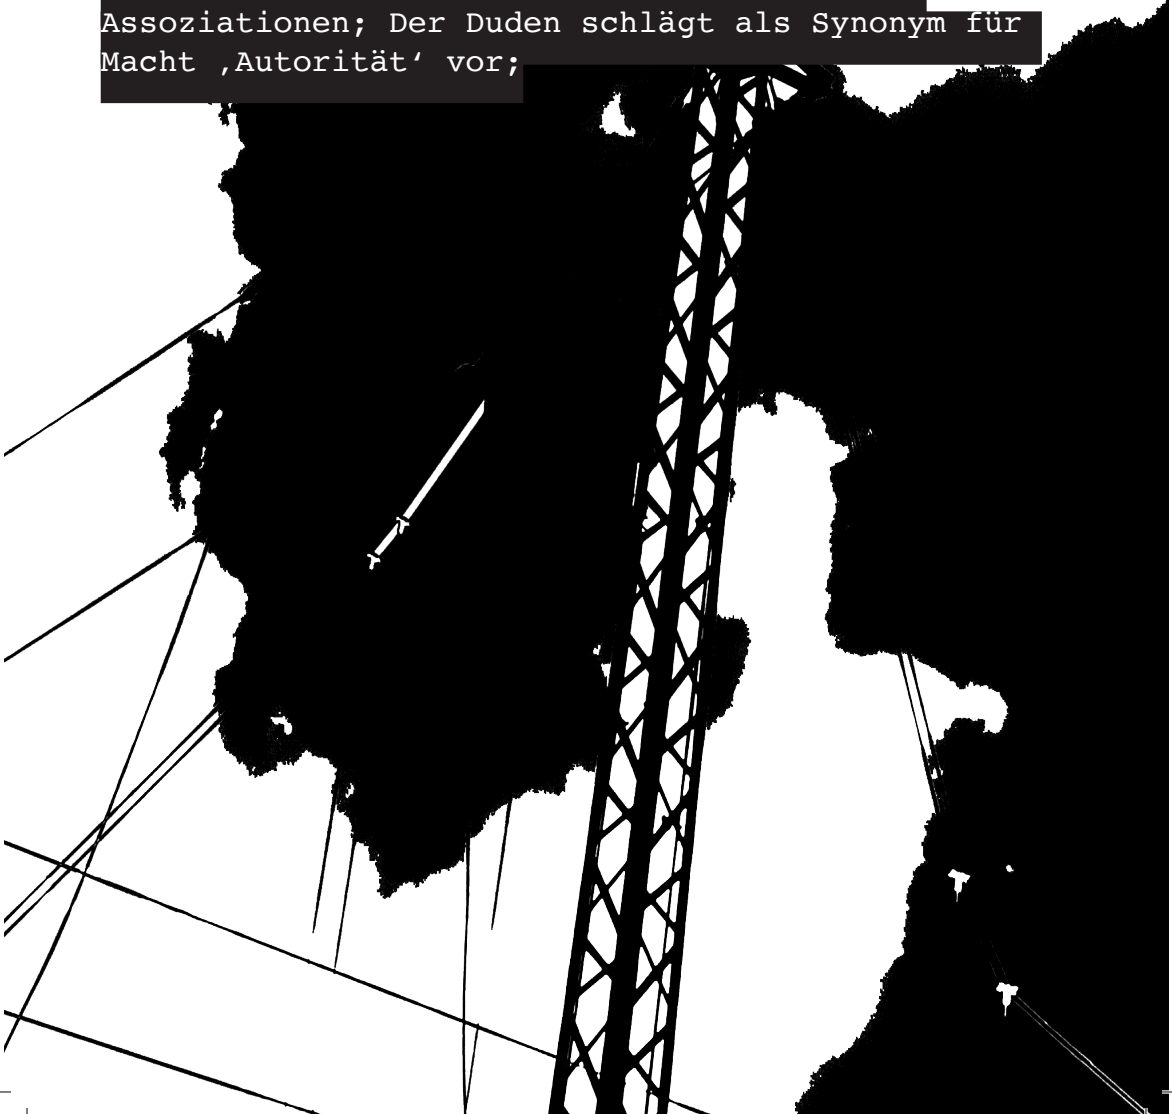 Assoziationen; Der Duden schlägt als Synonym für
Macht ‚Autorität‘ vor;